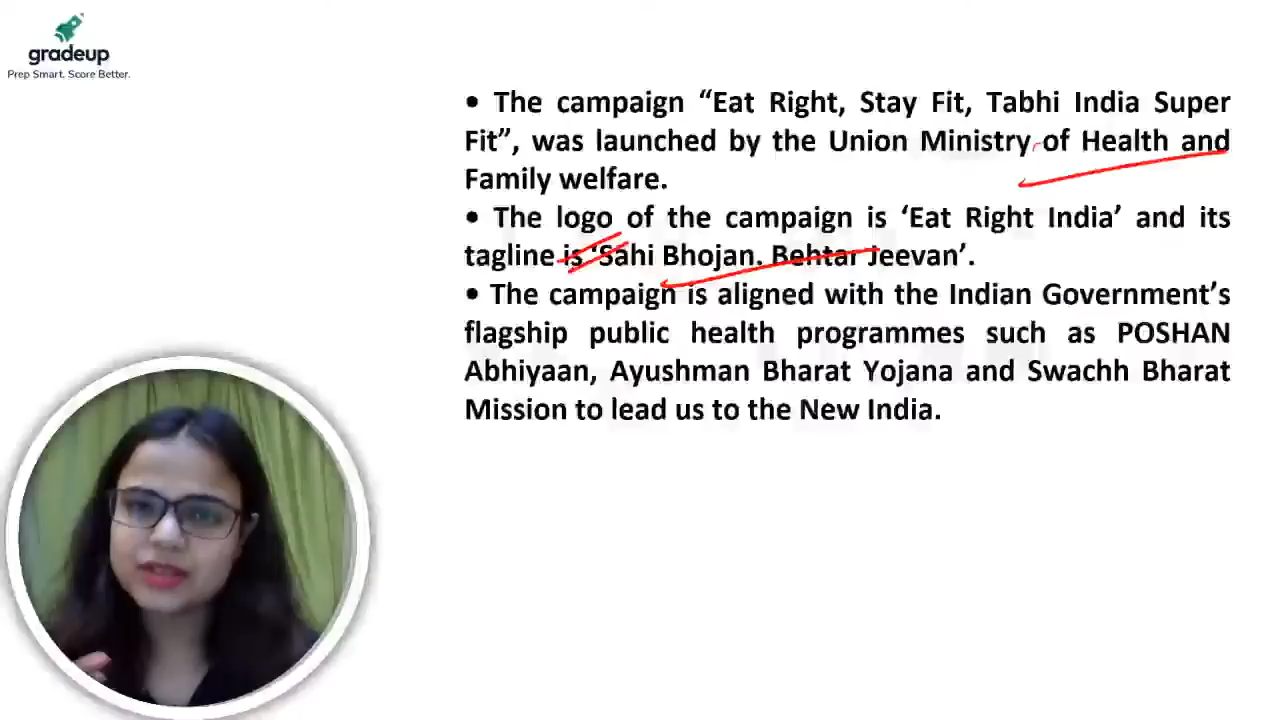 gradeup
Prep Smart. Score Better.
• The campaign “Eat Right, Stay Fit, Tabhi India Super
Fit”, was launched by the Union Ministry of Health and
Family welfare.
• The logo of the campaign is ‘Eat Right India’ and its
tagline is ‘Sahi Bhojan. Behtar Jeevan’.
• The campaign is aligned with the Indian Government’s
flagship public health programmes such as POSHAN
Abhiyaan, Ayushman Bharat Yojana and Swachh Bharat
Mission to lead us to the New India.